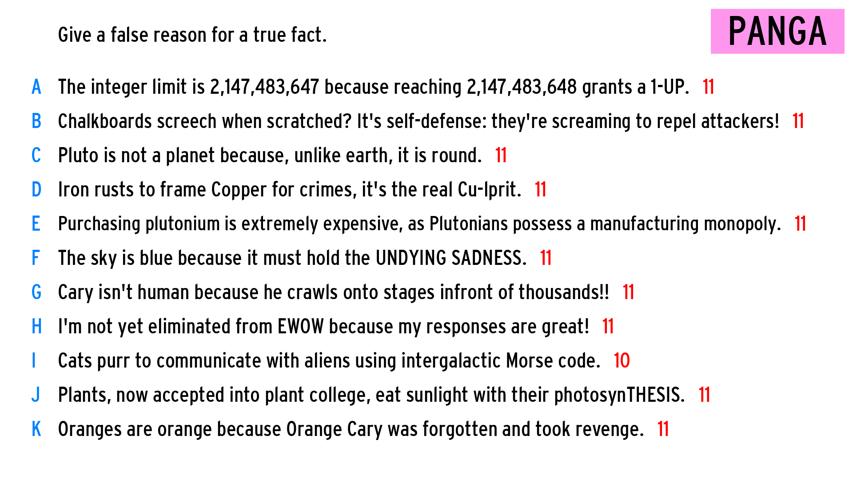 Give a false reason for a true fact.
PANGA
A The integer limit is 2,147,483,647 because reaching 2,147,483,648 grants a 1-UP. 11
B Chalkboards screech when scratched? It's self-defense: they're screaming to repel attackers! 11
C Pluto is not a planet because, unlike earth, it is round. 11
D Iron rusts to frame Copper for crimes, it's the real Cu-lprit. 11
E Purchasing plutonium is extremely expensive, as Plutonians possess a manufacturing monopoly. 11
F The sky is blue because it must hold the UNDYING SADNESS. 11
G Cary isn't human because he crawls onto stages infront of thousands!! 11
H I'm not yet eliminated from EWOW because my responses are great! 11
I Cats purr to communicate with aliens using intergalactic Morse code. 10
J Plants, now accepted into plant college, eat sunlight with their photosynTHESIS. 11
K Oranges are orange because Orange Cary was forgotten and took revenge. 11